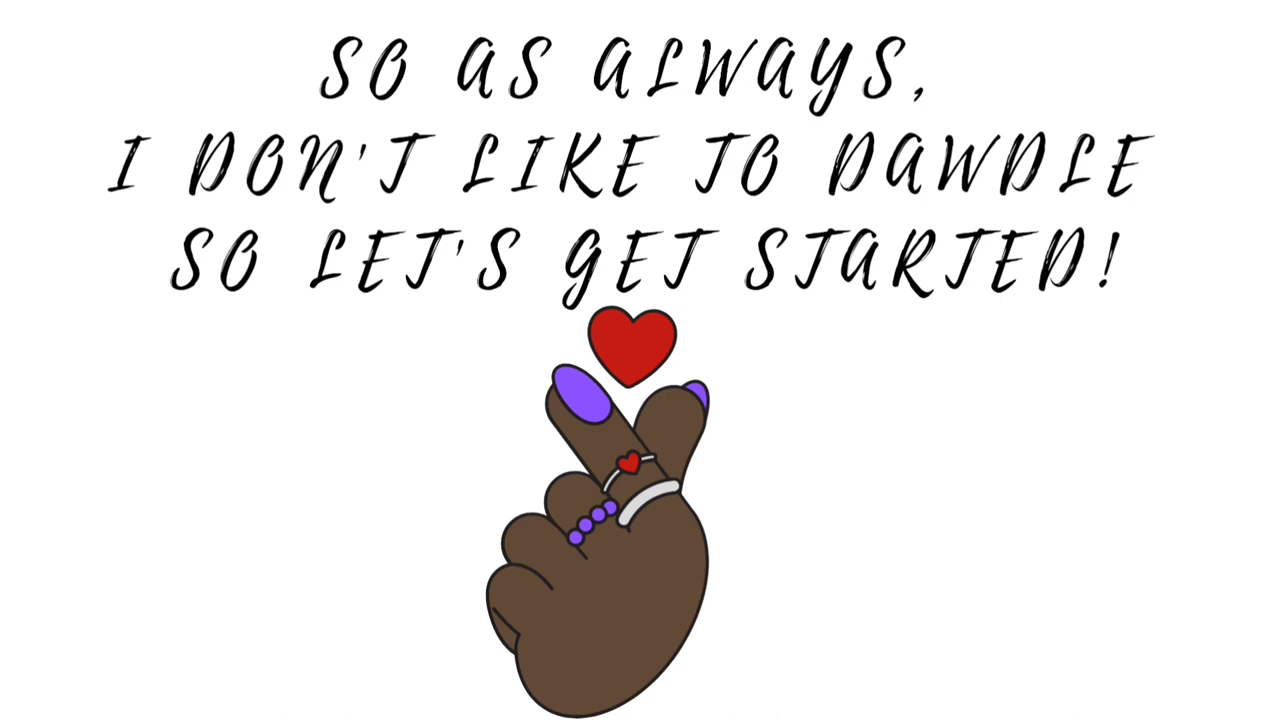 SO AS ALWAYS,
I DON'T LIKE TO DAWDLE
SO LET'S GET STARTED!